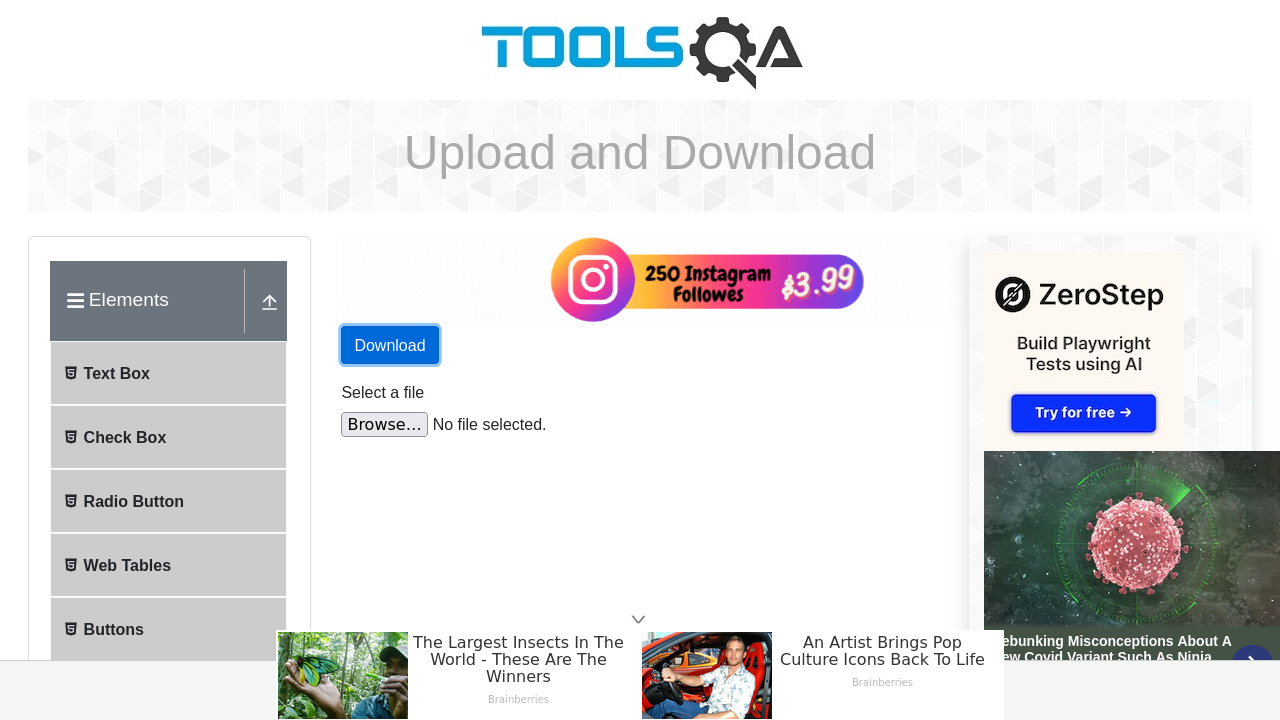 TOOLSQA
Upload and Download
Elements
Text Box
Check Box
Radio Button
Web Tables
Buttons
250 Instagram
Followes
$3.99
Download
Select a file
Browse... No file selected.
ZeroStep
Build Playwright
Tests using AI
Try for free →
ebunking Misconceptions About A
ew Covid Variant Such As Ninja
The Largest Insects In The
World - These Are The
Winners
Brainberries
An Artist Brings Pop
Culture Icons Back To Life
Brainberries